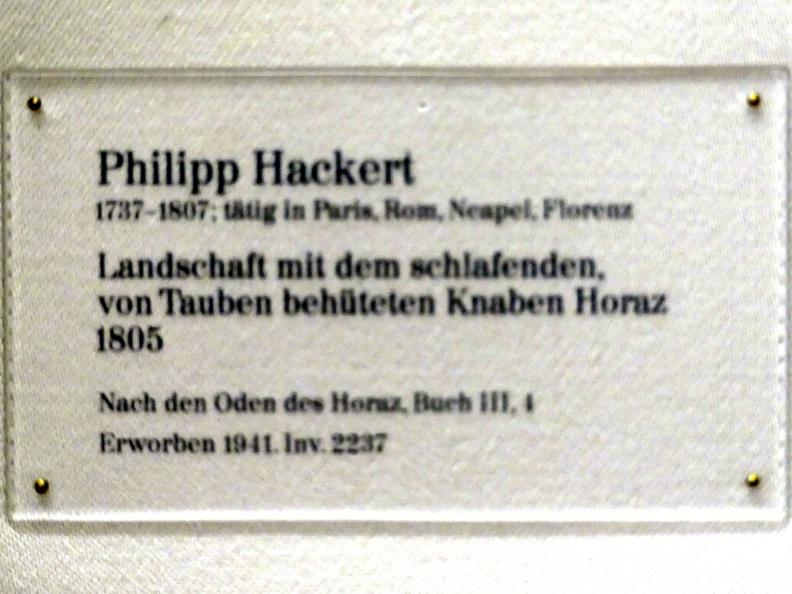 Philipp Hackert
1737–1807; tätig in Paris, Rom, Neapel, Florenz
Landschaft mit dem schlafenden,
von Tauben behüteten Knaben Horaz
1805
Nach den Oden des Horaz, Buch III, 4
Erworben 1941. Inv. 2237